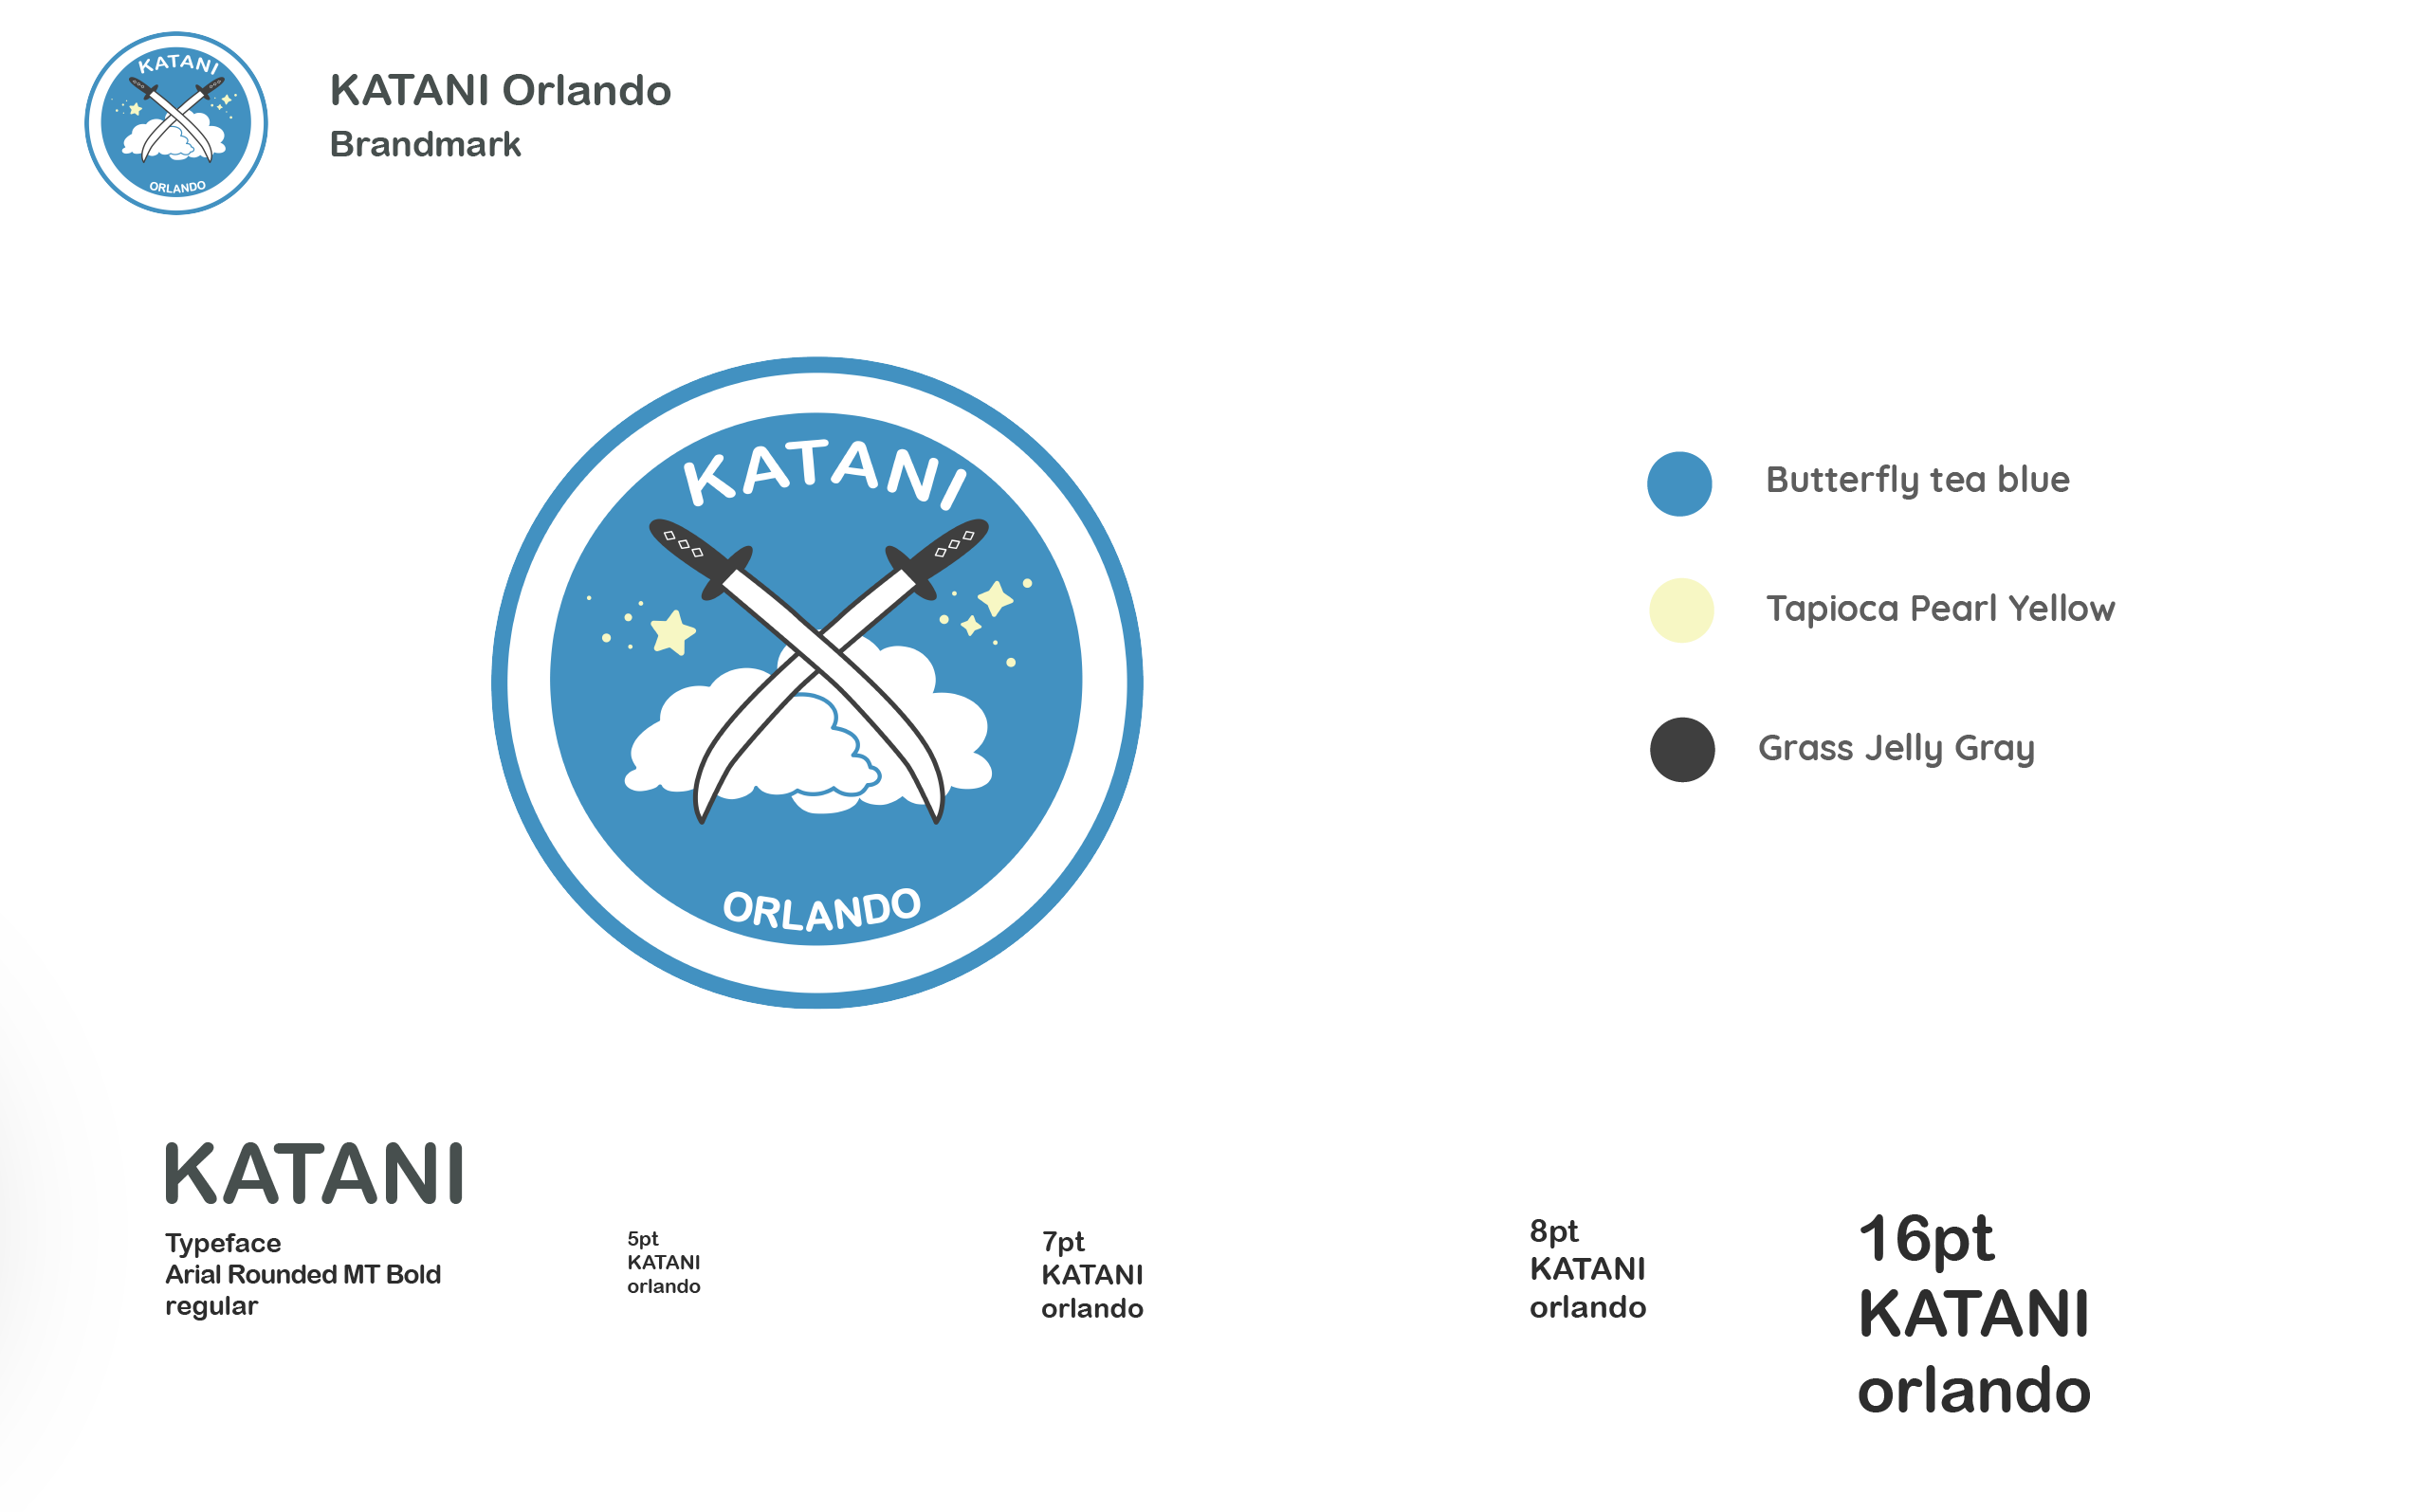 KATANI
ORLANDO
KATANI Orlando
Brandmark
KATANI
ORLANDO
Butterfly tea blue
Tapioca Pearl Yellow
Grass Jelly Gray
KATANI
Typeface
Arial Rounded MT Bold
regular
5pt
KATANI
orlando
7pt
KATANI
orlando
8pt
KATANI
orlando
16pt
KATANI
orlando